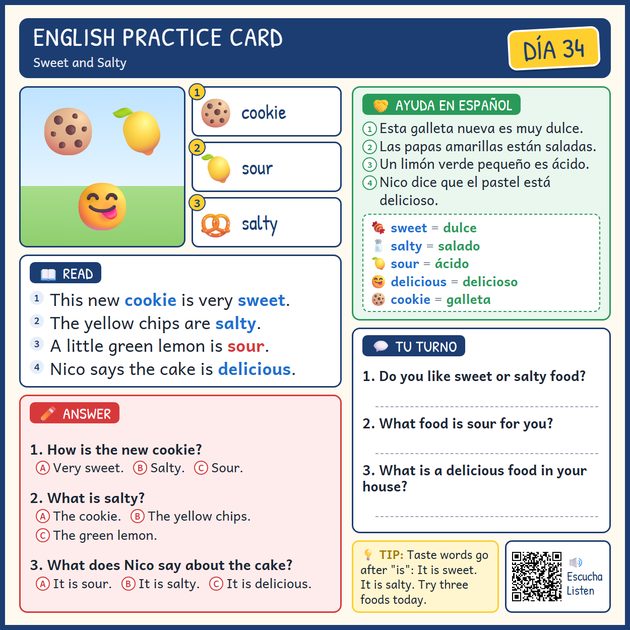 ENGLISH PRACTICE CARD
Sweet and Salty
DÍA 34
1 cookie
2 sour
3 salty
READ
1 This new cookie is very sweet.
2 The yellow chips are salty.
3 A little green lemon is sour.
4 Nico says the cake is delicious.
ANSWER
1. How is the new cookie?
A Very sweet. B Salty. C Sour.
2. What is salty?
A The cookie. B The yellow chips.
C The green lemon.
3. What does Nico say about the cake?
A It is sour. B It is salty. C It is delicious.
AYUDA EN ESPAÑOL
1 Esta galleta nueva es muy dulce.
2 Las papas amarillas están saladas.
3 Un limón verde pequeño es ácido.
4 Nico dice que el pastel está
delicioso.
sweet = dulce
salty = salado
sour = ácido
delicious = delicioso
cookie = galleta
TU TURNO
1. Do you like sweet or salty food?
2. What food is sour for you?
3. What is a delicious food in your
house?
TIP: Taste words go
after "is": It is sweet.
It is salty. Try three
foods today.
Escucha
Listen